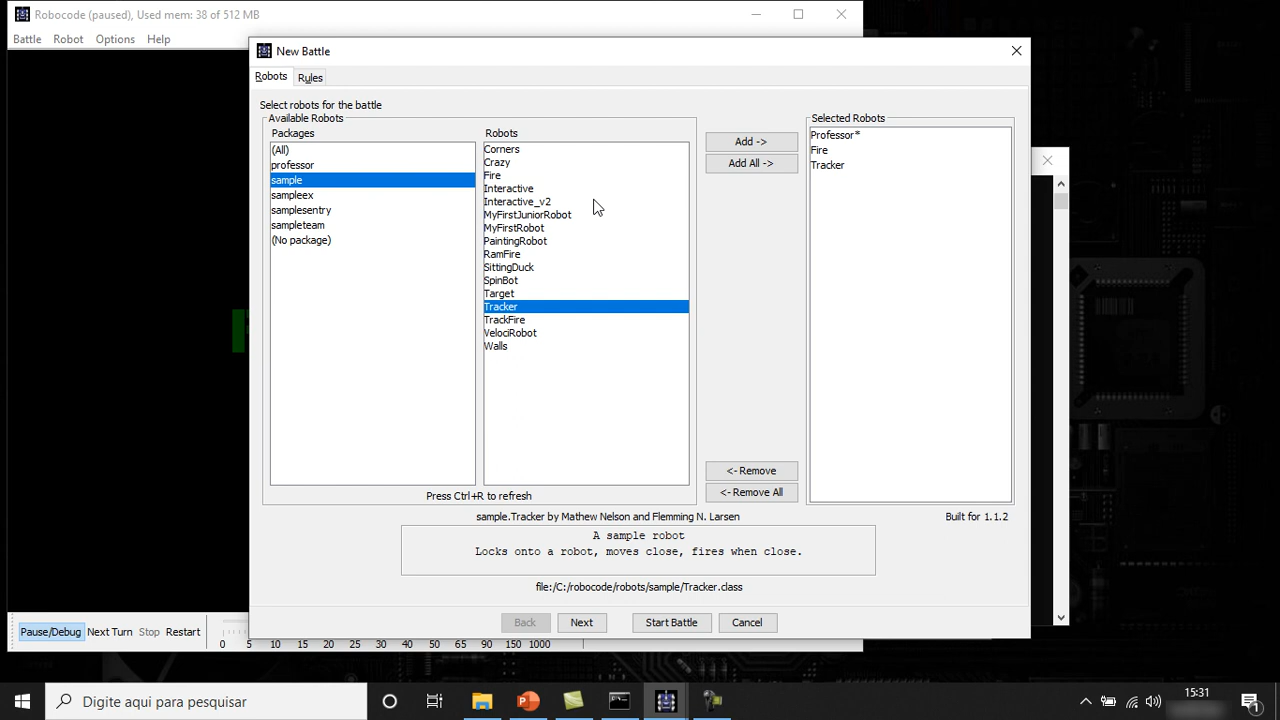 Robocode (paused), Used mem: 38 of 512 MB
Battle Robot Options Help
New Battle
Robots Rules
Select robots for the battle
Available Robots
Packages
(All)
professor
sample
sampleex
samplesentry
sampleteam
(No package)
Robots
Corners
Crazy
Fire
Interactive
Interactive_v2
MyFirstJuniorRobot
MyFirstRobot
PaintingRobot
RamFire
SittingDuck
SpinBot
Target
Tracker
TrackFire
VelociRobot
Walls
Press Ctrl+R to refresh
Add ->
Add All ->
<- Remove
<- Remove All
Selected Robots
Professor*
Fire
Tracker
sample.Tracker by Mathew Nelson and Flemming N. Larsen
Built for 1.1.2
A sample robot
Locks onto a robot, moves close, fires when close.
file:/C:/robocode/robots/sample/Tracker.class
Back Next Start Battle Cancel
Pause/Debug Next Turn Stop Restart
0 5 10 15 20 25 30 40 50 65 90 150 1000
Digite aqui para pesquisar
15:31
1